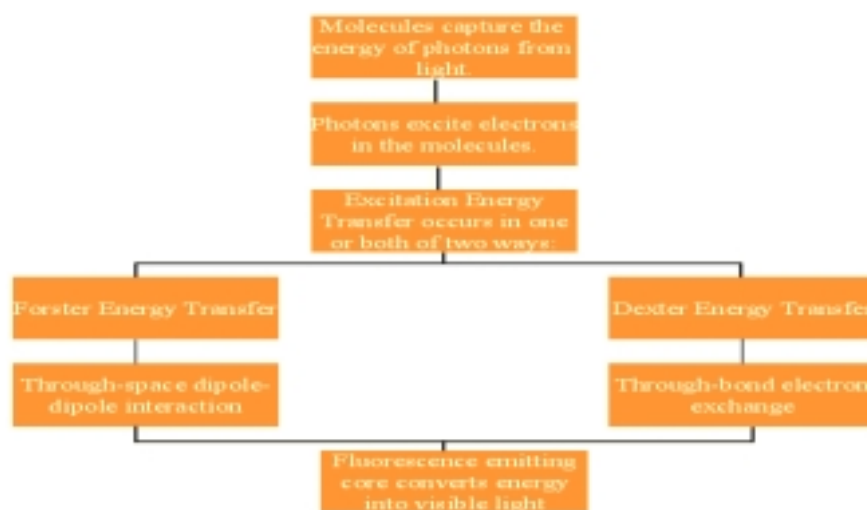 Molecules capture the
energy of photons from
light.
Photons excite electrons
in the molecules.
Excitation Energy
Transfer occurs in one
or both of two ways:
Forster Energy Transfer
Dexter Energy Transfer
Through-space dipole-
dipole interaction
Through-bond electron
exchange
Fluorescence emitting
core converts energy
into visible light